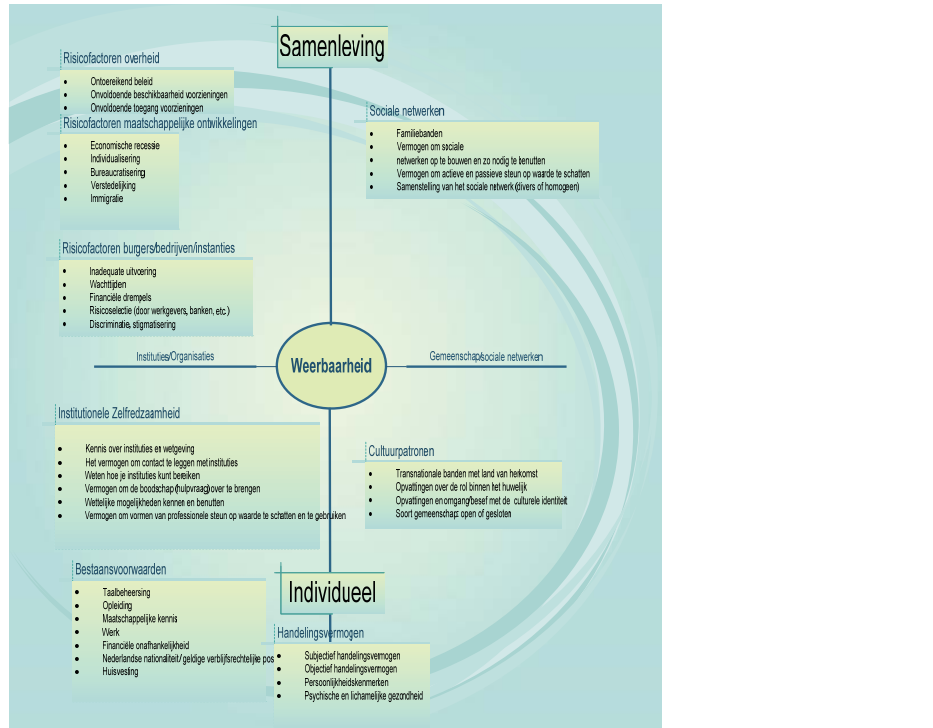 Samenleving
Risicofactoren overheid
• Ontoereikend beleid
• Onvoldoende beschikbaarheid voorzieningen
• Onvoldoende toegang voorzieningen
Risicofactoren maatschappelijke ontwikkelingen
• Economische recessie
• Individualisering
• Bureaucratisering
• Verstedelijking
• Immigratie
Sociale netwerken
• Familiebanden
• Vermogen om sociale
• netwerken op te bouwen en zo nodig te benutten
• Vermogen om actieve en passieve steun op waarde te schatten
• Samenstelling van het sociale netwerk (divers of homogeen)
Risicofactoren burgers/bedrijven/instanties
• Inadequate uitvoering
• Wachttijden
• Financiële drempels
• Risicoselectie (door werkgevers, banken, etc.)
• Discriminatie, stigmatisering
Instituties/Organisaties
Weerbaarheid
Gemeenschap/sociale netwerken
Institutionele Zelfredzaamheid
• Kennis over instituties en wetgeving
• Het vermogen om contact te leggen met instituties
• Weten hoe je instituties kunt bereiken
• Vermogen om de boodschap (hulpvraag) over te brengen
• Wettelijke mogelijkheden kennen en benutten
• Vermogen om vormen van professionele steun op waarde te schatten en te gebruiken
Cultuurpatronen
• Transnationale banden met land van herkomst
• Opvattingen over de rol binnen het huwelijk
• Opvattingen en omgang/besef met de culturele identiteit
• Soort gemeenschap: open of gesloten
Bestaansvoorwaarden
• Taalbeheersing
• Opleiding
• Maatschappelijke kennis
• Werk
• Financiële onafhankelijkheid
• Nederlandse nationaliteit/ geldige verblijfsrechtelijke pos
• Huisvesting
Individueel
Handelingsvermogen
• Subjectief handelingsvermogen
• Objectief handelingsvermogen
• Persoonlijkheidskenmerken
• Psychische en lichamelijke gezondheid